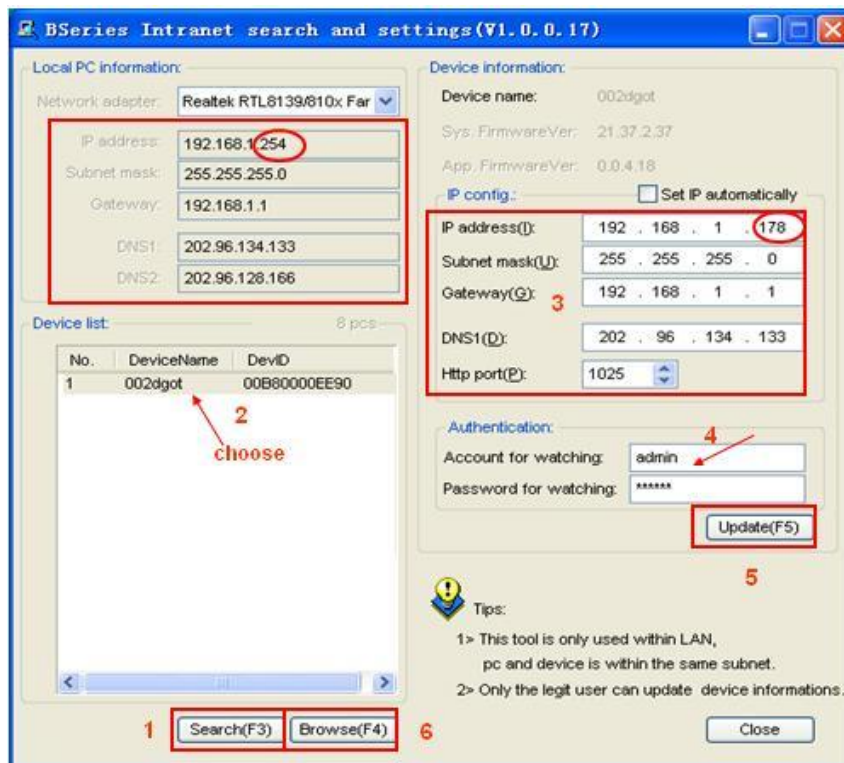 BSeries Intranet search and settings(V1.0.0.17)
Local PC information:
Network adapter: Realtek RTL8139/810x Far
IP address: 192.168.1.254
Subnet mask: 255.255.255.0
Gateway: 192.168.1.1
DNS1: 202.96.134.133
DNS2: 202.96.128.166
Device list: 8 pcs
No. DeviceName DevID
1 002dgot 00B80000EE90
2
choose
1 Search(F3) Browse(F4) 6
Device information:
Device name: 002dgot
Sys. FirmwareVer: 21.37.2.37
App. FirmwareVer: 0.0.4.18
IP config.: Set IP automatically
IP address(I): 192 . 168 . 1 . 178
Subnet mask(U): 255 . 255 . 255 . 0
Gateway(G): 192 . 168 . 1 . 1
3
DNS1(D): 202 . 96 . 134 . 133
Http port(P): 1025
Authentication:
4
Account for watching: admin
Password for watching: ******
Update(F5)
5
Tips:
1> This tool is only used within LAN,
pc and device is within the same subnet.
2> Only the legit user can update device informations.
Close